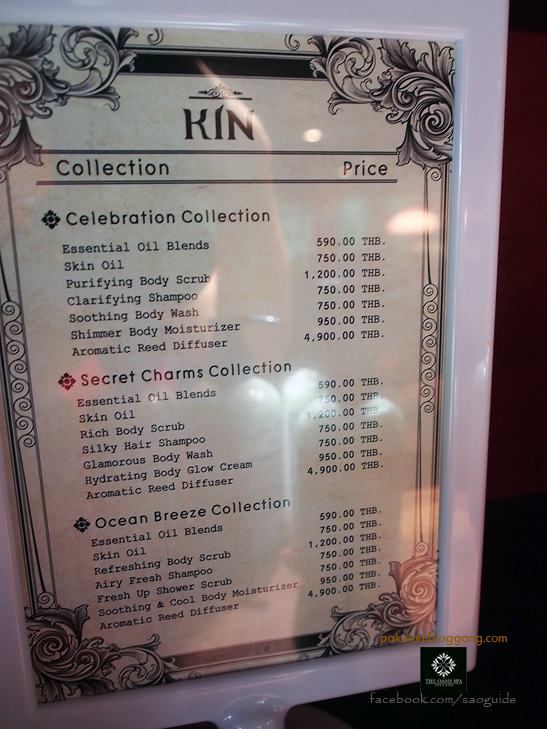 KIN
Collection Price
Celebration Collection
Essential Oil Blends 590.00 THB.
Skin Oil 750.00 THB.
Purifying Body Scrub 1,200.00 THB.
Clarifying Shampoo 750.00 THB.
Soothing Body Wash 750.00 THB.
Shimmer Body Moisturizer 950.00 THB.
Aromatic Reed Diffuser 4,900.00 THB.
Secret Charms Collection
Essential Oil Blends 590.00 THB.
Skin Oil 750.00 THB.
Rich Body Scrub 1,200.00 THB.
Silky Hair Shampoo 750.00 THB.
Glamorous Body Wash 750.00 THB.
Hydrating Body Glow Cream 950.00 THB.
Aromatic Reed Diffuser 4,900.00 THB.
Ocean Breeze Collection
Essential Oil Blends 590.00 THB.
Skin Oil 750.00 THB.
Refreshing Body Scrub 1,200.00 THB.
Airy Fresh Shampoo 750.00 THB.
Fresh Up Shower Scrub 750.00 THB.
Soothing & Cool Body Moisturizer 950.00 THB.
Aromatic Reed Diffuser 4,900.00 THB.
.bloggang.com
THE OASIS SPA
facebook.com/saoguide